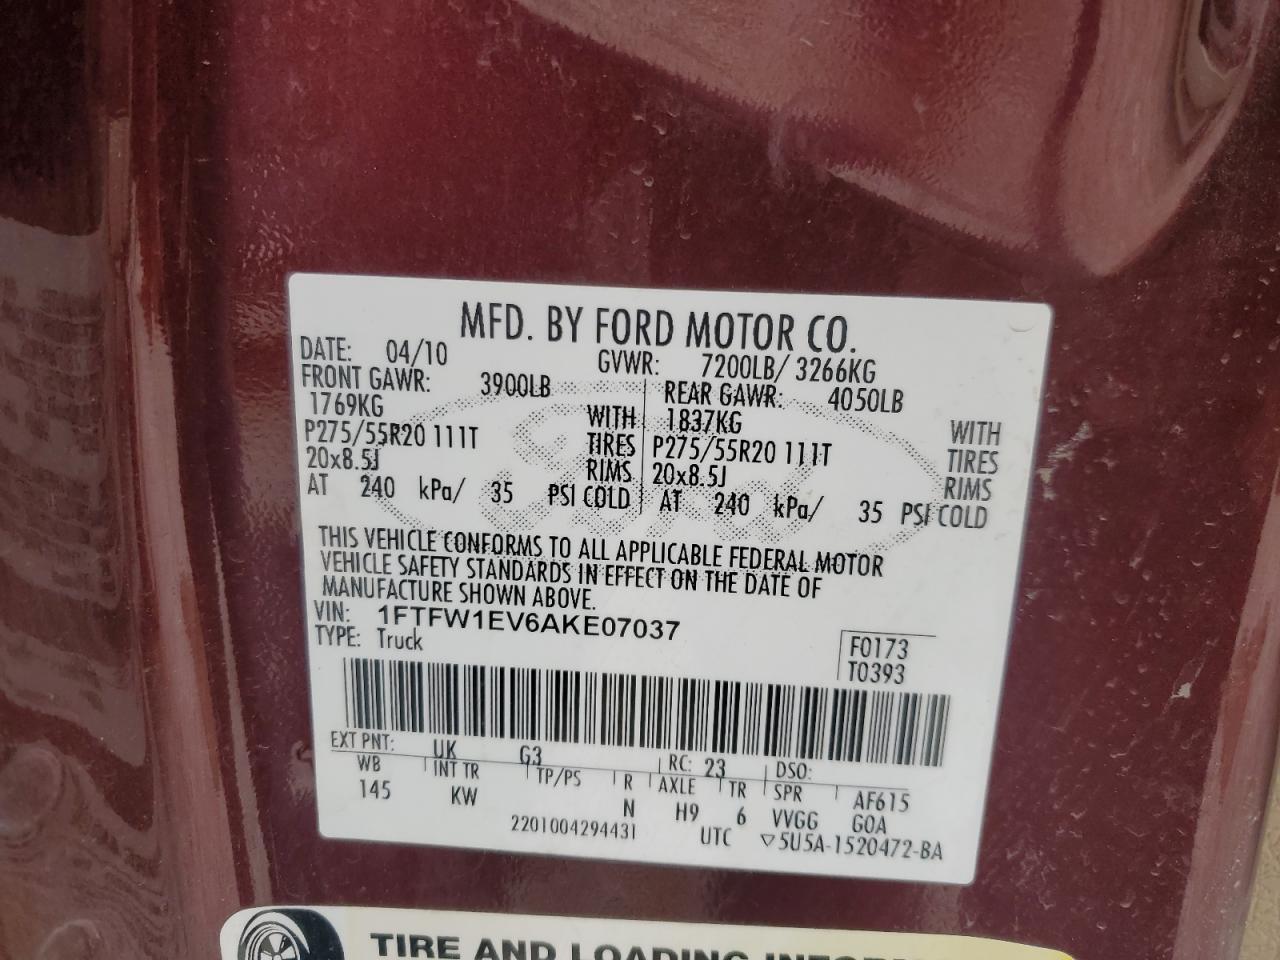 MFD. BY FORD MOTOR CO.
DATE: 04/10 GVWR: 7200LB/ 3266KG
FRONT GAWR: 3900LB REAR GAWR: 4050LB
1769KG WITH 1837KG WITH
P275/55R20 111T TIRES P275/55R20 111T TIRES
20x8.5J RIMS 20x8.5J RIMS
AT 240 kPa/ 35 PSI COLD AT 240 kPa/ 35 PSI COLD
THIS VEHICLE CONFORMS TO ALL APPLICABLE FEDERAL MOTOR
VEHICLE SAFETY STANDARDS IN EFFECT ON THE DATE OF
MANUFACTURE SHOWN ABOVE.
VIN: 1FTFW1EV6AKE07037
TYPE: Truck
F0173
T0393
EXT PNT: UK G3 RC: 23 DSO:
WB INT TR TP/PS R AXLE TR SPR AF615
145 KW N H9 6 VVGG GOA
2201004294431 UTC ▽5U5A-1520472-BA
TIRE AND LOADING